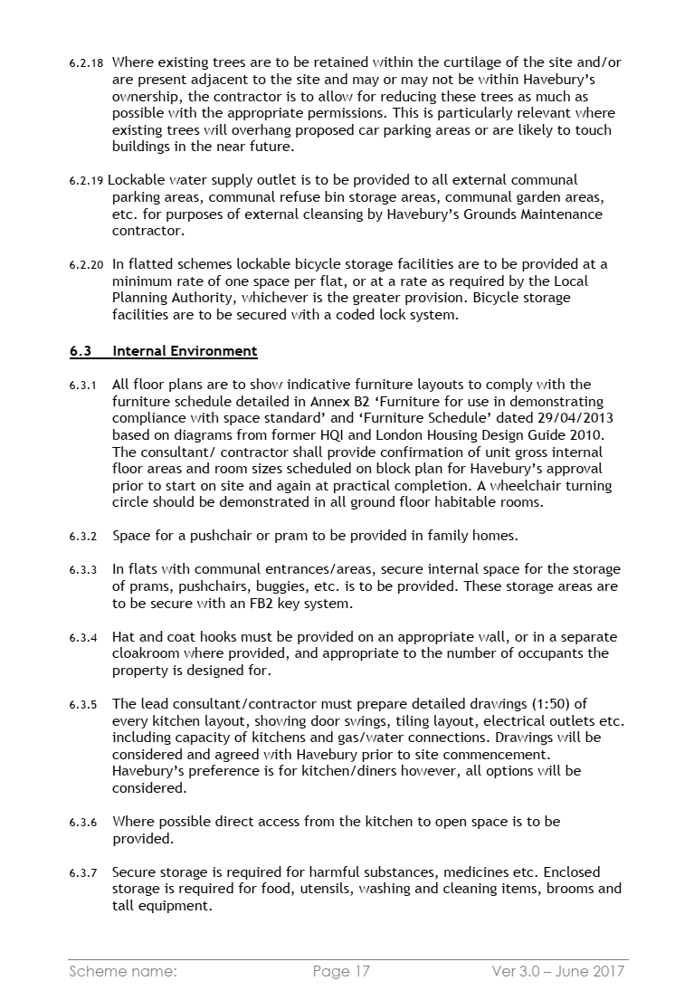 6.2.18 Where existing trees are to be retained within the curtilage of the site and/or
are present adjacent to the site and may or may not be within Havebury’s
ownership, the contractor is to allow for reducing these trees as much as
possible with the appropriate permissions. This is particularly relevant where
existing trees will overhang proposed car parking areas or are likely to touch
buildings in the near future.
6.2.19 Lockable water supply outlet is to be provided to all external communal
parking areas, communal refuse bin storage areas, communal garden areas,
etc. for purposes of external cleansing by Havebury’s Grounds Maintenance
contractor.
6.2.20 In flatted schemes lockable bicycle storage facilities are to be provided at a
minimum rate of one space per flat, or at a rate as required by the Local
Planning Authority, whichever is the greater provision. Bicycle storage
facilities are to be secured with a coded lock system.
6.3 Internal Environment
6.3.1 All floor plans are to show indicative furniture layouts to comply with the
furniture schedule detailed in Annex B2 ‘Furniture for use in demonstrating
compliance with space standard’ and ‘Furniture Schedule’ dated 29/04/2013
based on diagrams from former HQI and London Housing Design Guide 2010.
The consultant/ contractor shall provide confirmation of unit gross internal
floor areas and room sizes scheduled on block plan for Havebury’s approval
prior to start on site and again at practical completion. A wheelchair turning
circle should be demonstrated in all ground floor habitable rooms.
6.3.2 Space for a pushchair or pram to be provided in family homes.
6.3.3 In flats with communal entrances/areas, secure internal space for the storage
of prams, pushchairs, buggies, etc. is to be provided. These storage areas are
to be secure with an FB2 key system.
6.3.4 Hat and coat hooks must be provided on an appropriate wall, or in a separate
cloakroom where provided, and appropriate to the number of occupants the
property is designed for.
6.3.5 The lead consultant/contractor must prepare detailed drawings (1:50) of
every kitchen layout, showing door swings, tiling layout, electrical outlets etc.
including capacity of kitchens and gas/water connections. Drawings will be
considered and agreed with Havebury prior to site commencement.
Havebury’s preference is for kitchen/diners however, all options will be
considered.
6.3.6 Where possible direct access from the kitchen to open space is to be
provided.
6.3.7 Secure storage is required for harmful substances, medicines etc. Enclosed
storage is required for food, utensils, washing and cleaning items, brooms and
tall equipment.
Scheme name: Page 17 Ver 3.0 – June 2017